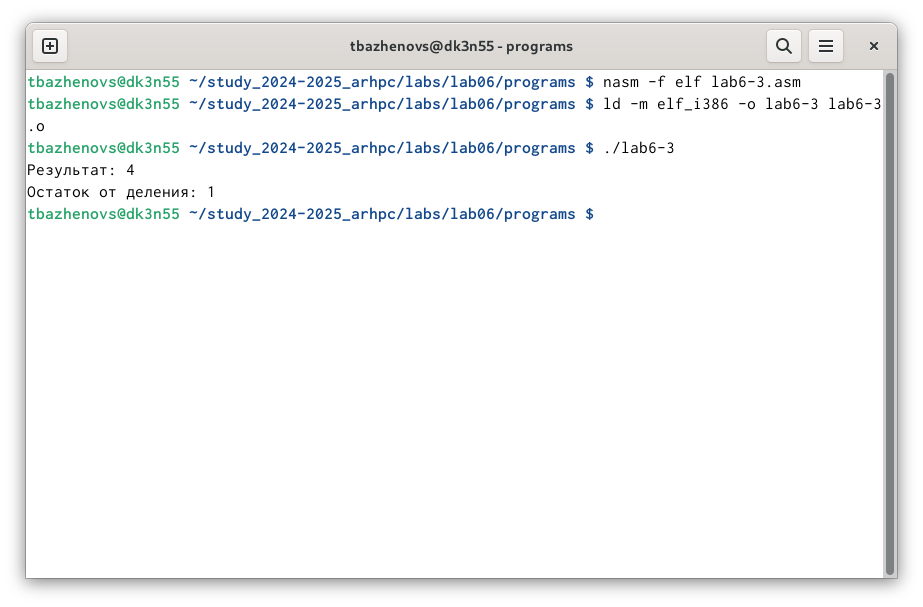 tbazhenovs@dk3n55 - programs
tbazhenovs@dk3n55 ~/study_2024-2025_arhpc/labs/lab06/programs $ nasm -f elf lab6-3.asm
tbazhenovs@dk3n55 ~/study_2024-2025_arhpc/labs/lab06/programs $ ld -m elf_i386 -o lab6-3 lab6-3
.o
tbazhenovs@dk3n55 ~/study_2024-2025_arhpc/labs/lab06/programs $ ./lab6-3
Результат: 4
Остаток от деления: 1
tbazhenovs@dk3n55 ~/study_2024-2025_arhpc/labs/lab06/programs $